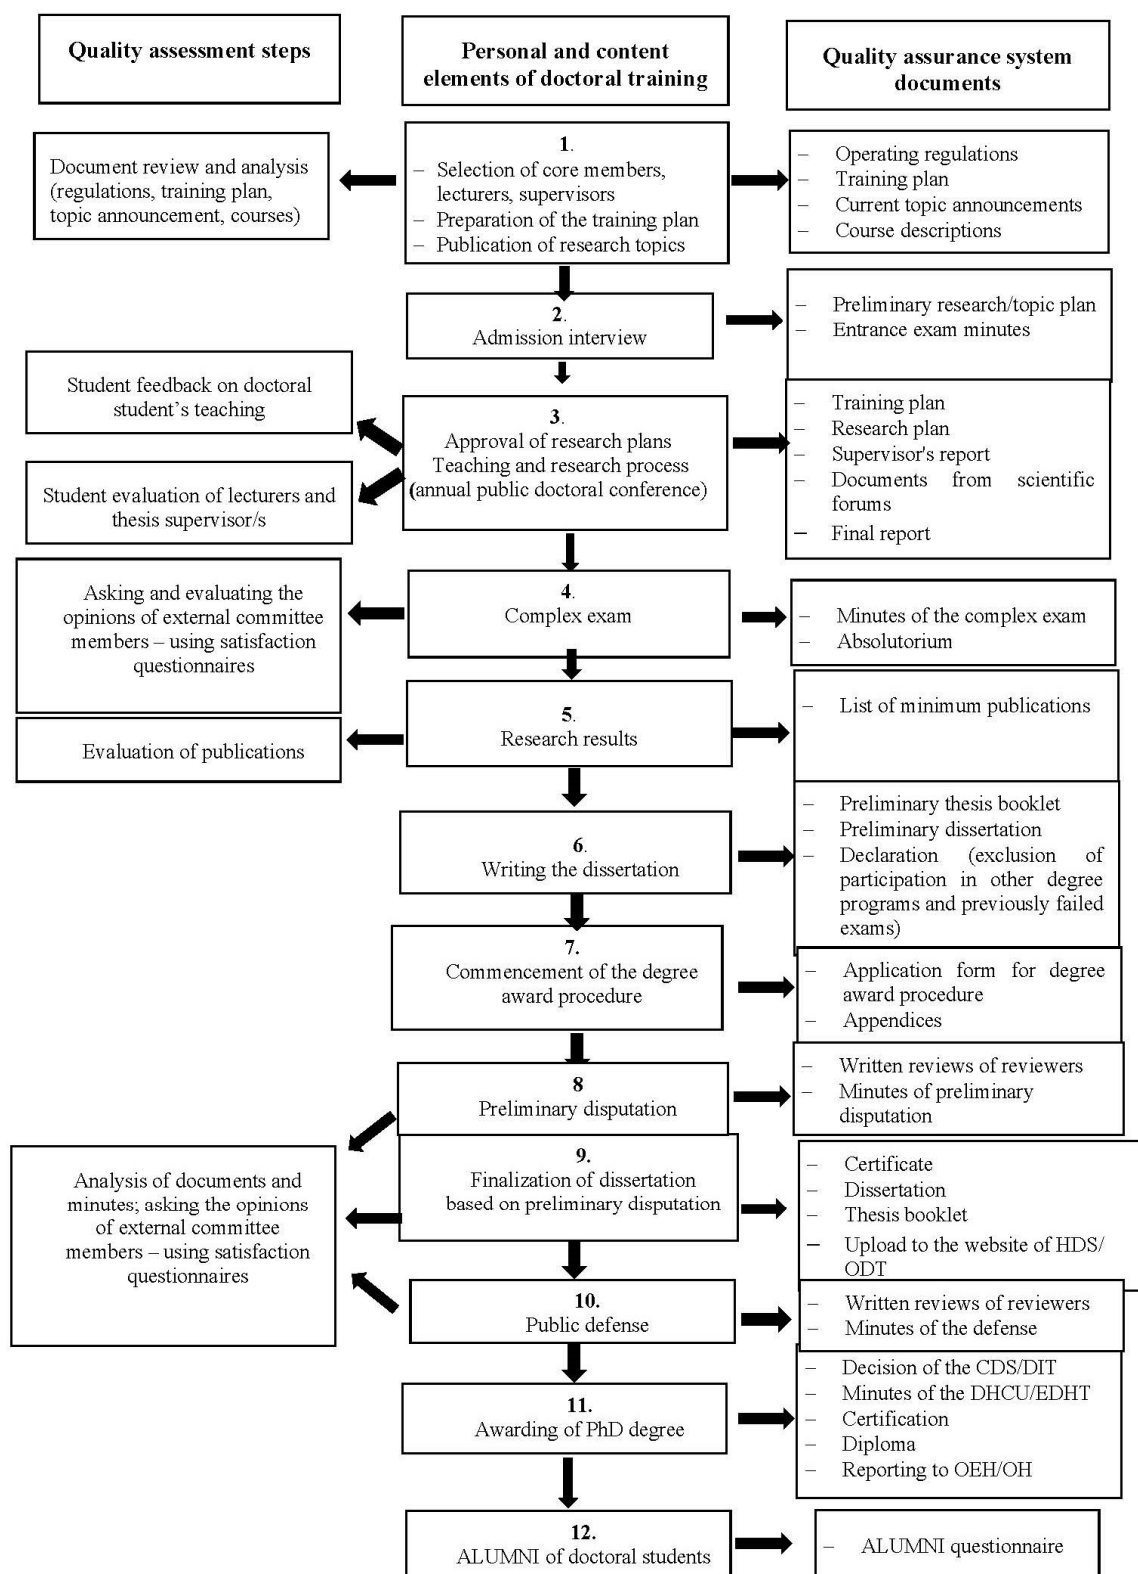 Quality assessment steps
Personal and content
elements of doctoral training
Quality assurance system
documents
Document review and analysis
(regulations, training plan,
topic announcement, courses)
1.
– Selection of core members,
lecturers, supervisors
– Preparation of the training plan
– Publication of research topics
– Operating regulations
– Training plan
– Current topic announcements
– Course descriptions
2.
Admission interview
– Preliminary research/topic plan
– Entrance exam minutes
Student feedback on doctoral
student’s teaching
Student evaluation of lecturers and
thesis supervisor/s
3.
Approval of research plans
Teaching and research process
(annual public doctoral conference)
– Training plan
– Research plan
– Supervisor's report
– Documents from scientific
forums
– Final report
Asking and evaluating the
opinions of external committee
members – using satisfaction
questionnaires
4.
Complex exam
– Minutes of the complex exam
– Absolutorium
Evaluation of publications
5.
Research results
– List of minimum publications
6.
Writing the dissertation
– Preliminary thesis booklet
– Preliminary dissertation
– Declaration (exclusion of
participation in other degree
programs and previously failed
exams)
7.
Commencement of the degree
award procedure
– Application form for degree
award procedure
– Appendices
8
Preliminary disputation
– Written reviews of reviewers
– Minutes of preliminary
disputation
Analysis of documents and
minutes; asking the opinions
of external committee
members – using satisfaction
questionnaires
9.
Finalization of dissertation
based on preliminary disputation
– Certificate
– Dissertation
– Thesis booklet
– Upload to the website of HDS/
ODT
10.
Public defense
– Written reviews of reviewers
– Minutes of the defense
11.
Awarding of PhD degree
– Decision of the CDS/DIT
– Minutes of the DHCU/EDHT
– Certification
– Diploma
– Reporting to OEH/OH
12.
ALUMNI of doctoral students
– ALUMNI questionnaire